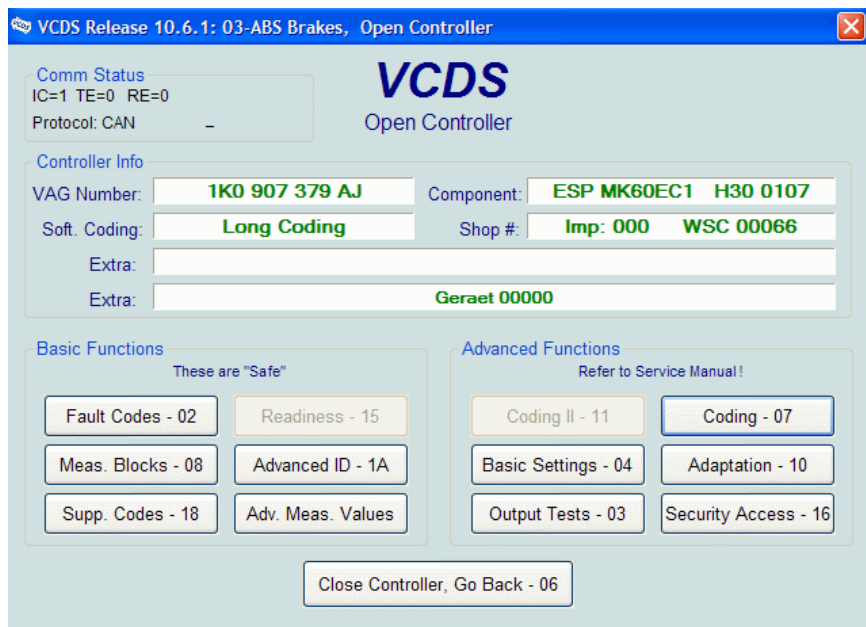 VCDS Release 10.6.1: 03-ABS Brakes, Open Controller
Comm Status
IC=1 TE=0 RE=0
Protocol: CAN –
VCDS
Open Controller
Controller Info
VAG Number: 1K0 907 379 AJ Component: ESP MK60EC1 H30 0107
Soft. Coding: Long Coding Shop #: Imp: 000 WSC 00066
Extra:
Extra: Geraet 00000
Basic Functions
These are "Safe"
Fault Codes - 02 Readiness - 15
Meas. Blocks - 08 Advanced ID - 1A
Supp. Codes - 18 Adv. Meas. Values
Advanced Functions
Refer to Service Manual!
Coding II - 11 Coding - 07
Basic Settings - 04 Adaptation - 10
Output Tests - 03 Security Access - 16
Close Controller, Go Back - 06